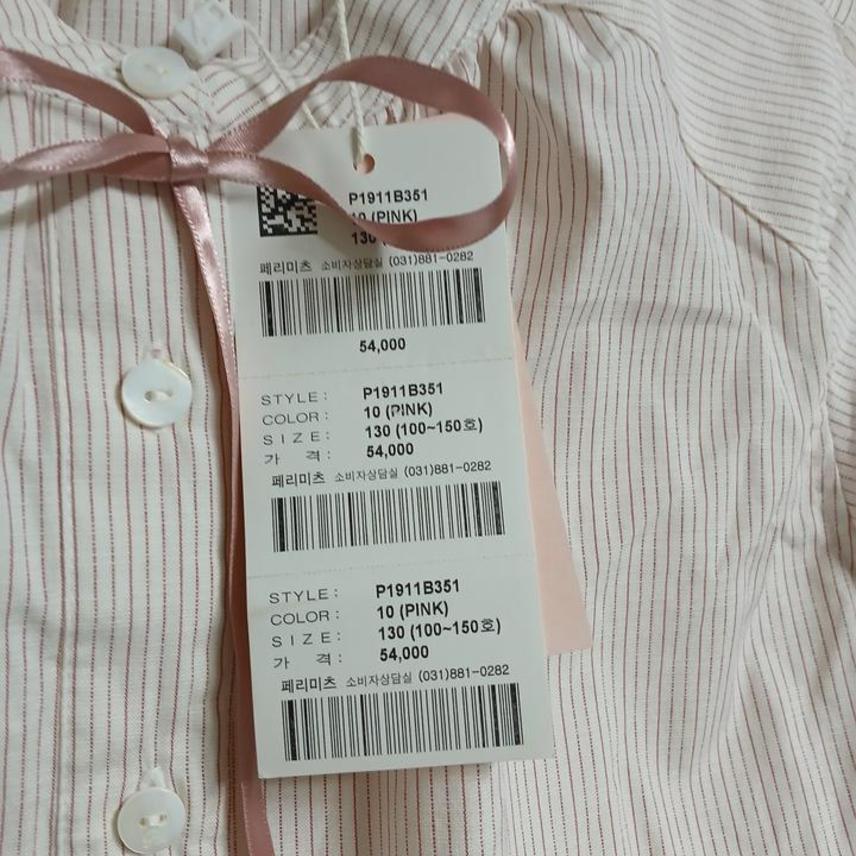 P1911B351
10 (PINK)
130
페리미츠 소비자상담실 (031)881-0282
54,000
STYLE: P1911B351
COLOR: 10 (PINK)
SIZE: 130 (100~150호)
가 격: 54,000
페리미츠 소비자상담실 (031)881-0282
STYLE: P1911B351
COLOR: 10 (PINK)
SIZE: 130 (100~150호)
가 격: 54,000
페리미츠 소비자상담실 (031)881-0282